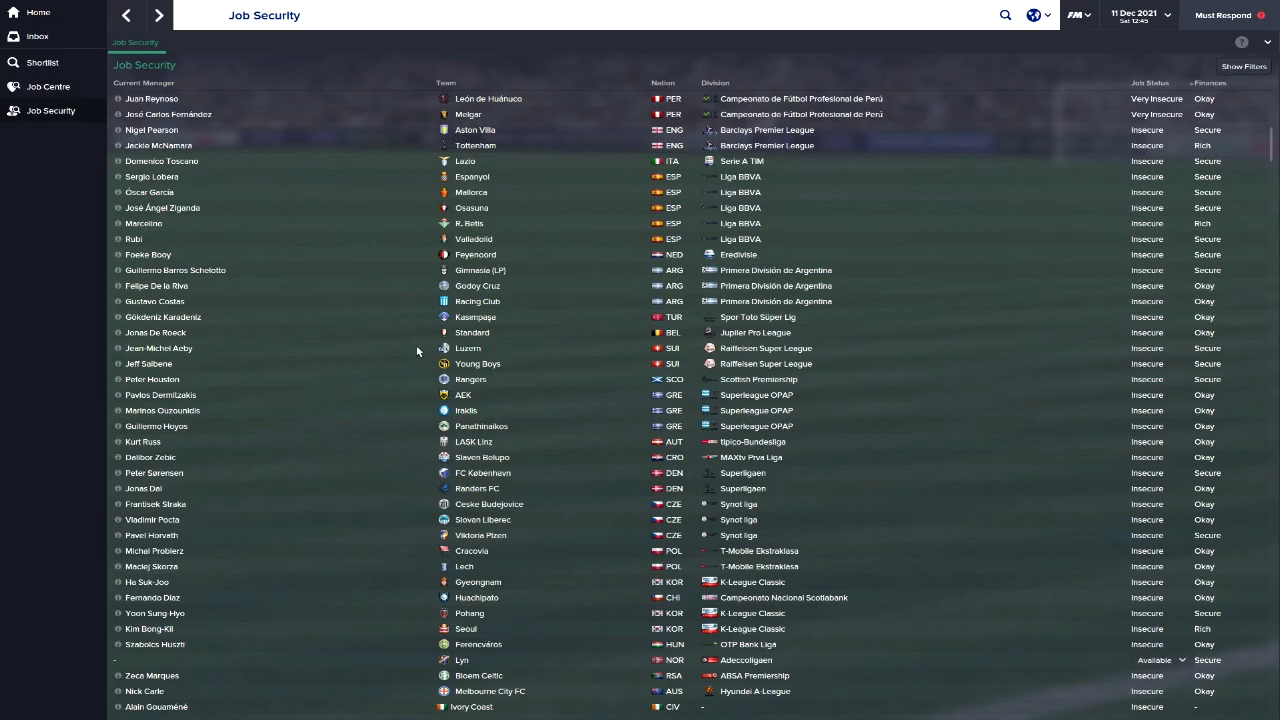 Home Job Security FM 11 Dec 2021 Sat 12:45 Must Respond
Inbox
Job Security
Shortlist Job Security Show Filters
Job Centre Current Manager Team Nation Division Job Status Finances
Job Security Juan Reynoso León de Huánuco PER Campeonato de Fútbol Profesional de Perú Very Insecure Okay
José Carlos Fernández Melgar PER Campeonato de Fútbol Profesional de Perú Very Insecure Okay
Nigel Pearson Aston Villa ENG Barclays Premier League Insecure Secure
Jackie McNamara Tottenham ENG Barclays Premier League Insecure Rich
Domenico Toscano Lazio ITA Serie A TIM Insecure Secure
Sergio Lobera Espanyol ESP Liga BBVA Insecure Secure
Óscar García Mallorca ESP Liga BBVA Insecure Secure
José Ángel Ziganda Osasuna ESP Liga BBVA Insecure Secure
Marcelino R. Betis ESP Liga BBVA Insecure Rich
Rubi Valladolid ESP Liga BBVA Insecure Secure
Foeke Booy Feyenoord NED Eredivisie Insecure Secure
Guillermo Barros Schelotto Gimnasia (LP) ARG Primera División de Argentina Insecure Secure
Felipe De la Riva Godoy Cruz ARG Primera División de Argentina Insecure Okay
Gustavo Costas Racing Club ARG Primera División de Argentina Insecure Okay
Gökdeniz Karadeniz Kasımpaşa TUR Spor Toto Süper Lig Insecure Okay
Jonas De Roeck Standard BEL Jupiler Pro League Insecure Okay
Jean-Michel Aeby Luzern SUI Raiffeisen Super League Insecure Secure
Jeff Saibene Young Boys SUI Raiffeisen Super League Insecure Secure
Peter Houston Rangers SCO Scottish Premiership Insecure Secure
Pavlos Dermitzakis AEK GRE Superleague OPAP Insecure Okay
Marinos Ouzounidis Iraklis GRE Superleague OPAP Insecure Okay
Guillermo Hoyos Panathinaikos GRE Superleague OPAP Insecure Okay
Kurt Russ LASK Linz AUT tipico-Bundesliga Insecure Okay
Dalibor Zebic Slaven Belupo CRO MAXtv Prva Liga Insecure Okay
Peter Sørensen FC København DEN Superligaen Insecure Secure
Jonas Dal Randers FC DEN Superligaen Insecure Okay
Frantisek Straka Ceske Budejovice CZE Synot liga Insecure Okay
Vladimír Pocta Slovan Liberec CZE Synot liga Insecure Okay
Pavel Horvath Viktoria Plzen CZE Synot liga Insecure Secure
Michal Probierz Cracovia POL T-Mobile Ekstraklasa Insecure Okay
Maciej Skorza Lech POL T-Mobile Ekstraklasa Insecure Okay
Ha Suk-Joo Gyeongnam KOR K-League Classic Insecure Okay
Fernando Díaz Huachipato CHI Campeonato Nacional Scotiabank Insecure Okay
Yoon Sung-Hyo Pohang KOR K-League Classic Insecure Secure
Kim Bong-Kil Seoul KOR K-League Classic Insecure Rich
Szabolcs Huszti Ferencváros HUN OTP Bank Liga Insecure Okay
- Lyn NOR Adeccoligaen Available Secure
Zeca Marques Bloem Celtic RSA ABSA Premiership Insecure Okay
Nick Carle Melbourne City FC AUS Hyundai A-League Insecure Okay
Alain Gouaméné Ivory Coast CIV - Insecure -